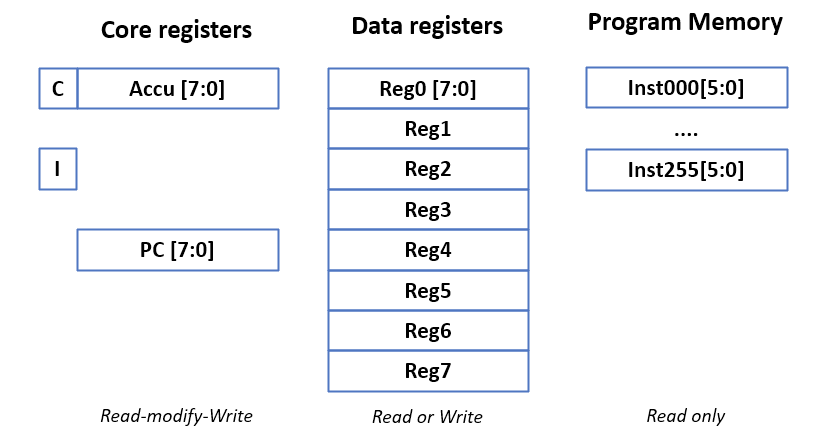 Core registers
C
Accu [7:0]
I
PC [7:0]
Read-modify-Write
Data registers
Reg0 [7:0]
Reg1
Reg2
Reg3
Reg4
Reg5
Reg6
Reg7
Read or Write
Program Memory
Inst000[5:0]
....
Inst255[5:0]
Read only